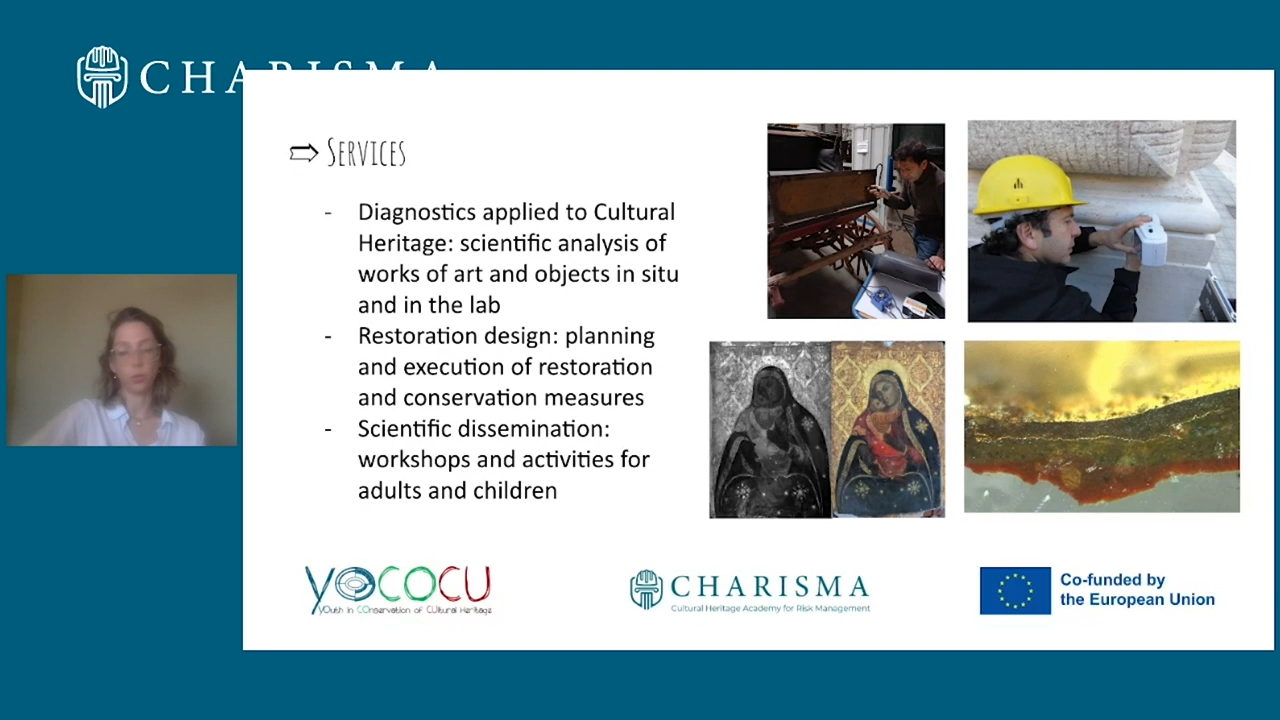 CHARISMA
SERVICES
- Diagnostics applied to Cultural
Heritage: scientific analysis of
works of art and objects in situ
and in the lab
- Restoration design: planning
and execution of restoration
and conservation measures
- Scientific dissemination:
workshops and activities for
adults and children
YOCOCU
yOuth in COnservation of CUltural Heritage
CHARISMA
Cultural Heritage Academy for Risk Management
Co-funded by
the European Union